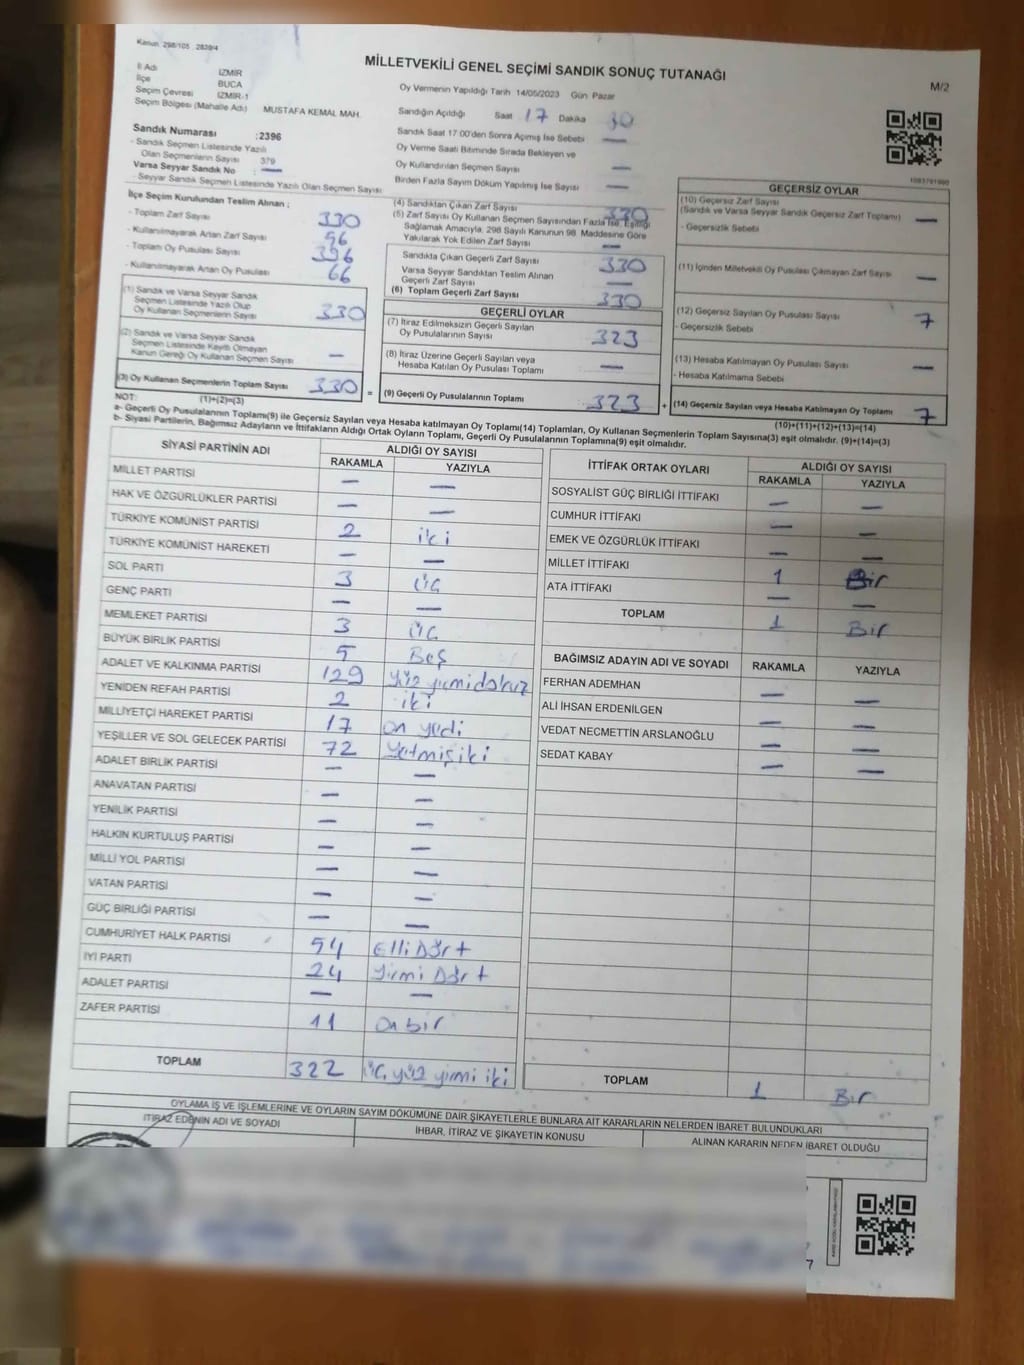 Kanun 298/105 2839/4
MİLLETVEKİLİ GENEL SEÇİMİ SANDIK SONUÇ TUTANAĞI
M/2
İl Adı İZMİR
İlçe BUCA
Seçim Çevresi İZMİR-1
Seçim Bölgesi (Mahalle Adı) MUSTAFA KEMAL MAH.
Sandık Numarası :2396
- Sandık Seçmen Listesinde Yazılı Olan Seçmenlerin Sayısı 379
Varsa Seyyar Sandık No : —
- Seyyar Sandık Seçmen Listesinde Yazılı Olan Seçmen Sayısı
Oy Vermenin Yapıldığı Tarih 14/05/2023 Gün Pazar
Sandığın Açıldığı Saat 17 Dakika 30
Sandık Saat 17:00'den Sonra Açımış İse Sebebi —
Oy Verme Saati Bitiminde Sırada Bekleyen ve
Oy Kullandırılan Seçmen Sayısı —
Birden Fazla Sayım Döküm Yapılmış İse Sayısı —
İlçe Seçim Kurulundan Teslim Alınan ;
- Toplam Zarf Sayısı 330
- Kullanılmayarak Artan Zarf Sayısı
- Toplam Oy Pusulası Sayısı 396
- Kullanılmayarak Artan Oy Pusulası 66
(1) Sandık ve Varsa Seyyar Sandık
Seçmen Listesinde Yazılı Olup
Oy Kullanan Seçmenlerin Sayısı 330
(2) Sandık ve Varsa Seyyar Sandık
Seçmen Listesinde Kayıtlı Olmayan
Kanun Gereği Oy Kullanan Seçmen Sayısı —
(3) Oy Kullanan Seçmenlerin Toplam Sayısı 330 =
(1)+(2)=(3)
(4) Sandıktan Çıkan Zarf Sayısı 330
(5) Zarf Sayısı Oy Kullanan Seçmen Sayısından Fazla İse, Eşitliği
Sağlamak Amacıyla, 298 Sayılı Kanunun 98. Maddesine Göre
Yakılarak Yok Edilen Zarf Sayısı —
Sandıkta Çıkan Geçerli Zarf Sayısı 330
Varsa Seyyar Sandıktan Teslim Alınan
Geçerli Zarf Sayısı —
(6) Toplam Geçerli Zarf Sayısı 330
GEÇERLİ OYLAR
(7) İtiraz Edilmeksizin Geçerli Sayılan
Oy Pusulalarının Sayısı 323
(8) İtiraz Üzerine Geçerli Sayılan veya
Hesaba Katılan Oy Pusulası Toplamı —
(9) Geçerli Oy Pusulalarının Toplamı 323 +
1083791990
GEÇERSİZ OYLAR
(10) Geçersiz Zarf Sayısı
(Sandık ve Varsa Seyyar Sandık Geçersiz Zarf Toplamı) —
- Geçersizlik Sebebi
(11) İçinden Milletvekili Oy Pusulası Çıkmayan Zarf Sayısı —
(12) Geçersiz Sayılan Oy Pusulası Sayısı 7
- Geçersizlik Sebebi
(13) Hesaba Katılmayan Oy Pusulası Sayısı —
- Hesaba Katılmama Sebebi
(14) Geçersiz Sayılan veya Hesaba Katılmayan Oy Toplamı 7
(10)+(11)+(12)+(13)=(14)
NOT:
a- Geçerli Oy Pusulalarının Toplamı(9) ile Geçersiz Sayılan veya Hesaba katılmayan Oy Toplamı(14) Toplamları, Oy Kullanan Seçmenlerin Toplam Sayısına(3) eşit olmalıdır. (9)+(14)=(3)
b- Siyasi Partilerin, Bağımsız Adayların ve İttifakların Aldığı Ortak Oyların Toplamı, Geçerli Oy Pusulalarının Toplamına(9) eşit olmalıdır.
SİYASİ PARTİNİN ADI ALDIĞI OY SAYISI
RAKAMLA YAZIYLA
MİLLET PARTİSİ — —
HAK VE ÖZGÜRLÜKLER PARTİSİ — —
TÜRKİYE KOMÜNİST PARTİSİ 2 iki
TÜRKİYE KOMÜNİST HAREKETİ — —
SOL PARTİ 3 üç
GENÇ PARTİ — —
MEMLEKET PARTİSİ 3 üç
BÜYÜK BİRLİK PARTİSİ 5 Beş
ADALET VE KALKINMA PARTİSİ 129 yüz yirmidokuz
YENİDEN REFAH PARTİSİ 2 iki
MİLLİYETÇİ HAREKET PARTİSİ 17 on yedi
YEŞİLLER VE SOL GELECEK PARTİSİ 72 yetmiş iki
ADALET BİRLİK PARTİSİ — —
ANAVATAN PARTİSİ — —
YENİLİK PARTİSİ — —
HALKIN KURTULUŞ PARTİSİ — —
MİLLİ YOL PARTİSİ — —
VATAN PARTİSİ — —
GÜÇ BİRLİĞİ PARTİSİ — —
CUMHURİYET HALK PARTİSİ 54 Elli Dört
İYİ PARTİ 24 Yirmi Dört
ADALET PARTİSİ — —
ZAFER PARTİSİ 11 On bir
TOPLAM 322 üç yüz yirmi iki
İTTİFAK ORTAK OYLARI ALDIĞI OY SAYISI
RAKAMLA YAZIYLA
SOSYALİST GÜÇ BİRLİĞİ İTTİFAKI — —
CUMHUR İTTİFAKI — —
EMEK VE ÖZGÜRLÜK İTTİFAKI — —
MİLLET İTTİFAKI 1 Bir
ATA İTTİFAKI — —
TOPLAM 1 Bir
BAĞIMSIZ ADAYIN ADI VE SOYADI RAKAMLA YAZIYLA
FERHAN ADEMHAN — —
ALİ İHSAN ERDENİLGEN — —
VEDAT NECMETTİN ARSLANOĞLU — —
SEDAT KABAY — —
TOPLAM 1 Bir
OYLAMA İŞ VE İŞLEMLERİNE VE OYLARIN SAYIM DÖKÜMÜNE DAİR ŞİKAYETLERLE BUNLARA AİT KARARLARIN NELERDEN İBARET BULUNDUKLARI
İTİRAZ EDENİN ADI VE SOYADI İHBAR, İTİRAZ VE ŞİKAYETİN KONUSU ALINAN KARARIN NEDEN İBARET OLDUĞU
7